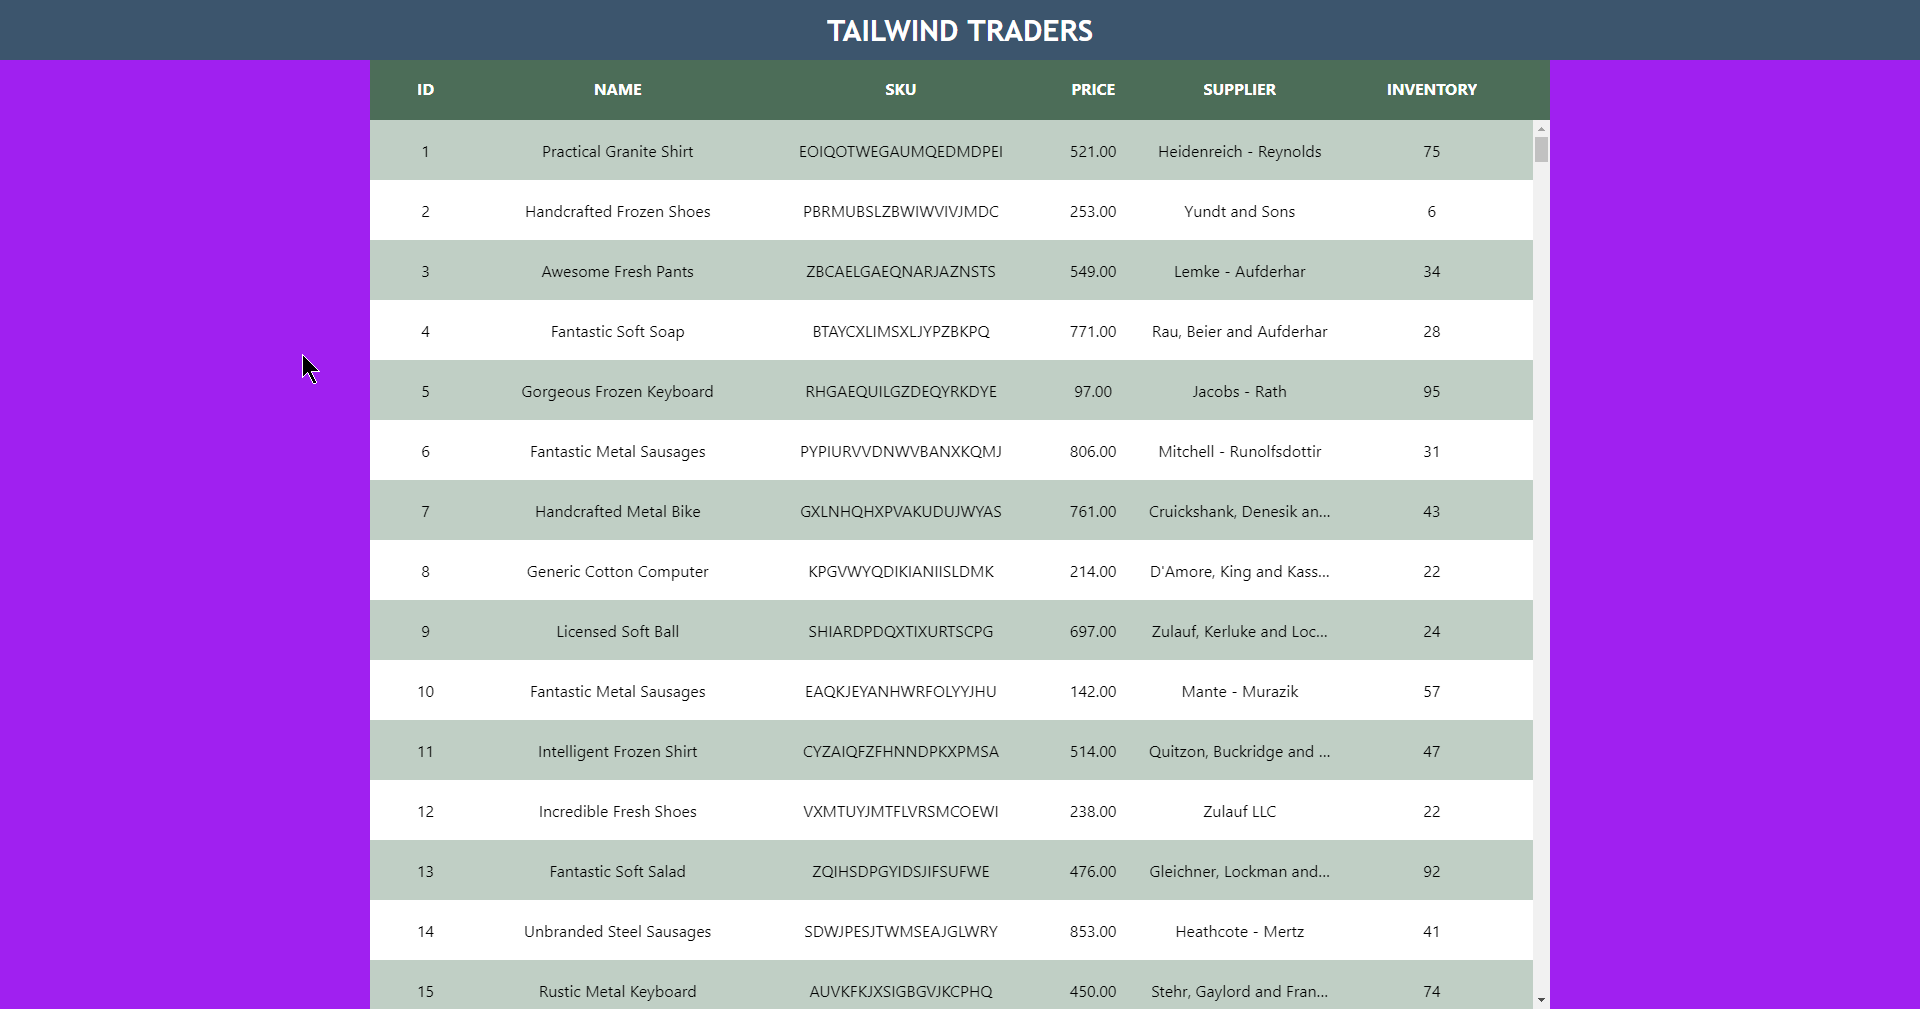 TAILWIND TRADERS
ID NAME SKU PRICE SUPPLIER INVENTORY
1 Practical Granite Shirt EOIQOTWEGAUMQEDMDPEI 521.00 Heidenreich - Reynolds 75
2 Handcrafted Frozen Shoes PBRMUBSLZBWIWVIVJMDC 253.00 Yundt and Sons 6
3 Awesome Fresh Pants ZBCAELGAEQNARJAZNSTS 549.00 Lemke - Aufderhar 34
4 Fantastic Soft Soap BTAYCXLIMSXLJYPZBKPQ 771.00 Rau, Beier and Aufderhar 28
5 Gorgeous Frozen Keyboard RHGAEQUILGZDEQYRKDYE 97.00 Jacobs - Rath 95
6 Fantastic Metal Sausages PYPIURVVDNWVBANXKQMJ 806.00 Mitchell - Runolfsdottir 31
7 Handcrafted Metal Bike GXLNHQHXPVAKUDUJWYAS 761.00 Cruickshank, Denesik an... 43
8 Generic Cotton Computer KPGVWYQDIKIANIISLDMK 214.00 D'Amore, King and Kass... 22
9 Licensed Soft Ball SHIARDPDQXTIXURTSCPG 697.00 Zulauf, Kerluke and Loc... 24
10 Fantastic Metal Sausages EAQKJEYANHWRFOLYYJHU 142.00 Mante - Murazik 57
11 Intelligent Frozen Shirt CYZAIQFZFHNNDPKXPMSA 514.00 Quitzon, Buckridge and ... 47
12 Incredible Fresh Shoes VXMTUYJMTFLVRSMCOEWI 238.00 Zulauf LLC 22
13 Fantastic Soft Salad ZQIHSDPGYIDSJIFSUFWE 476.00 Gleichner, Lockman and... 92
14 Unbranded Steel Sausages SDWJPESJTWMSEAJGLWRY 853.00 Heathcote - Mertz 41
15 Rustic Metal Keyboard AUVKFKJXSIGBGVJKCPHQ 450.00 Stehr, Gaylord and Fran... 74